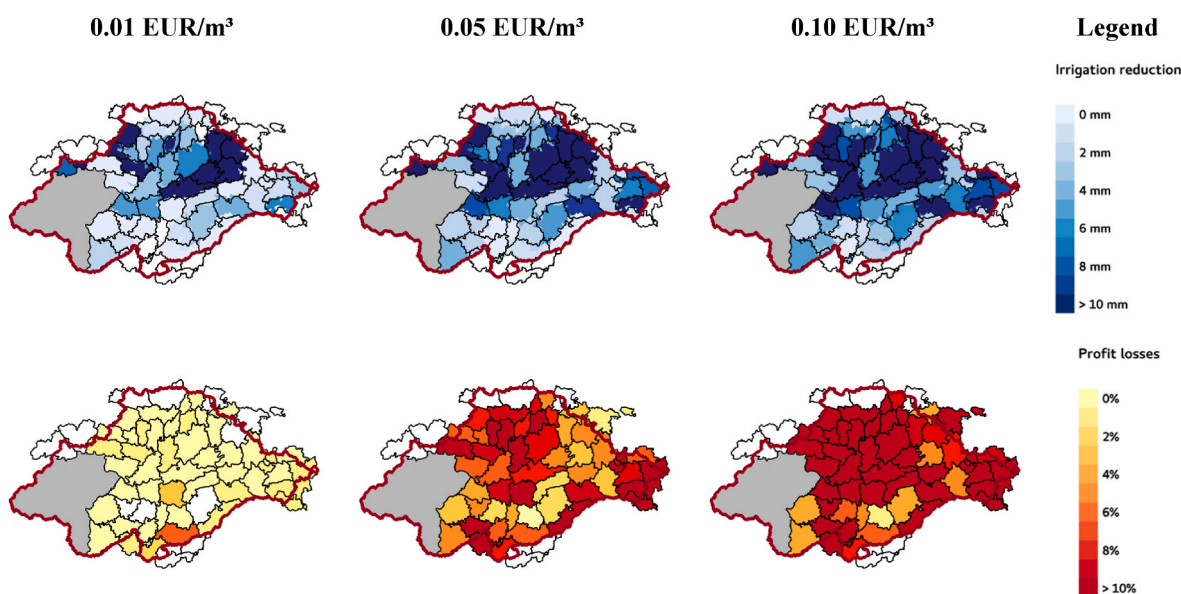 0.01 EUR/m³ 0.05 EUR/m³ 0.10 EUR/m³ Legend
Irrigation reduction
0 mm
2 mm
4 mm
6 mm
8 mm
> 10 mm
Profit losses
0%
2%
4%
6%
8%
> 10%